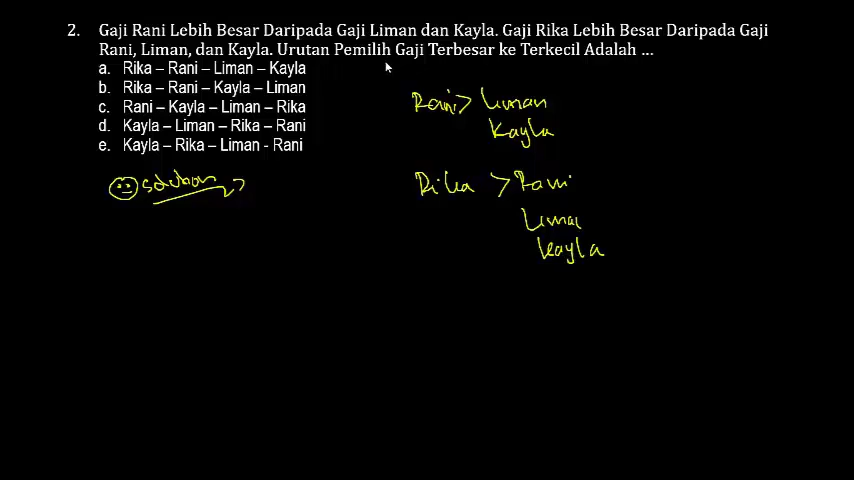 2. Gaji Rani Lebih Besar Daripada Gaji Liman dan Kayla. Gaji Rika Lebih Besar Daripada Gaji
Rani, Liman, dan Kayla. Urutan Pemilih Gaji Terbesar ke Terkecil Adalah ...
a. Rika – Rani – Liman – Kayla
b. Rika – Rani – Kayla – Liman
c. Rani – Kayla – Liman – Rika
d. Kayla – Liman – Rika – Rani
e. Kayla – Rika – Liman - Rani
Rani > Liman
Kayla
Solution
Rika > Rani
Liman
Kayla